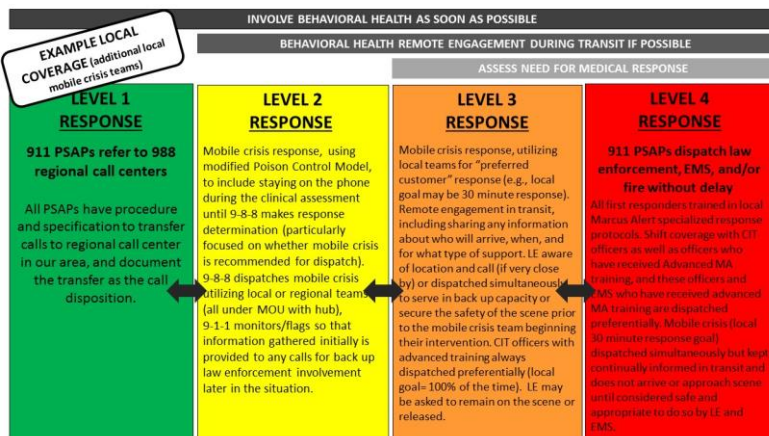 INVOLVE BEHAVIORAL HEALTH AS SOON AS POSSIBLE
BEHAVIORAL HEALTH REMOTE ENGAGEMENT DURING TRANSIT IF POSSIBLE
ASSESS NEED FOR MEDICAL RESPONSE
EXAMPLE LOCAL
COVERAGE (additional local
mobile crisis teams)
LEVEL 1
RESPONSE
911 PSAPs refer to 988
regional call centers
All PSAPs have procedure
and specification to transfer
calls to regional call center
in our area, and document
the transfer as the call
disposition.
LEVEL 2
RESPONSE
Mobile crisis response, using
modified Poison Control Model,
to include staying on the phone
during the clinical assessment
until 9-8-8 makes response
determination (particularly
focused on whether mobile crisis
is recommended for dispatch).
9-8-8 dispatches mobile crisis
utilizing local or regional teams
(all under MOU with hub),
9-1-1 monitors/flags so that
information gathered initially is
provided to any calls for back up
law enforcement involvement
later in the situation.
LEVEL 3
RESPONSE
Mobile crisis response, utilizing
local teams for "preferred
customer" response (e.g., local
goal may be 30 minute response).
Remote engagement in transit,
including sharing any information
about who will arrive, when, and
for what type of support. LE aware
of location and call (if very close
by) or dispatched simultaneously
to serve in back up capacity or
secure the safety of the scene prior
to the mobile crisis team beginning
their intervention. CIT officers with
advanced training always
dispatched preferentially (local
goal= 100% of the time). LE may
be asked to remain on the scene or
released.
LEVEL 4
RESPONSE
911 PSAPs dispatch law
enforcement, EMS, and/or
fire without delay
All first responders trained in local
Marcus Alert specialized response
protocols. Shift coverage with CIT
officers as well as officers who
have received Advanced MA
training, and these officers and
EMS who have received advanced
MA training are dispatched
preferentially. Mobile crisis (local
30 minute response goal)
dispatched simultaneously but kept
continually informed in transit and
does not arrive or approach scene
until considered safe and
appropriate to do so by LE and
EMS.